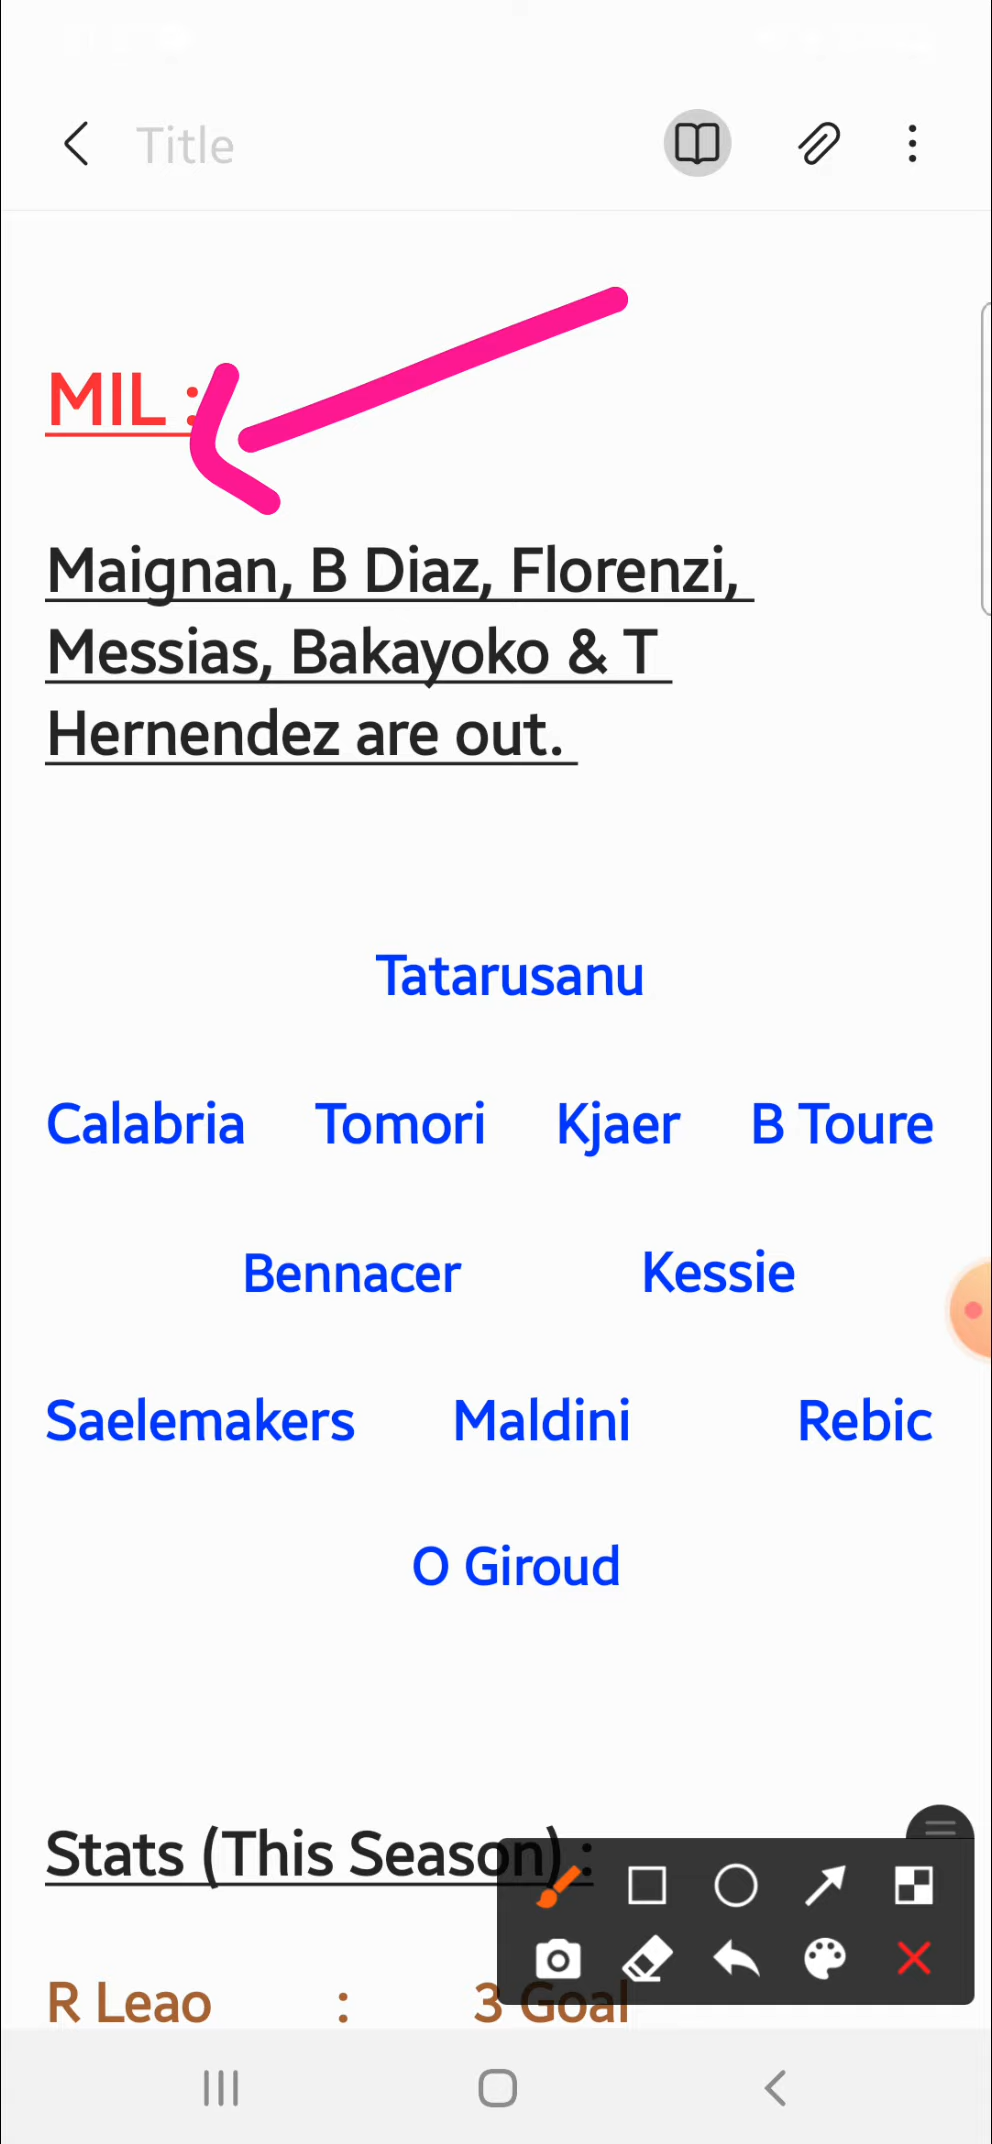 Title
MIL :
Maignan, B Diaz, Florenzi,
Messias, Bakayoko & T
Hernendez are out.
Tatarusanu
Calabria Tomori Kjaer B Toure
Bennacer Kessie
Saelemakers Maldini Rebic
O Giroud
Stats (This Season) :
R Leao : 3 Goal